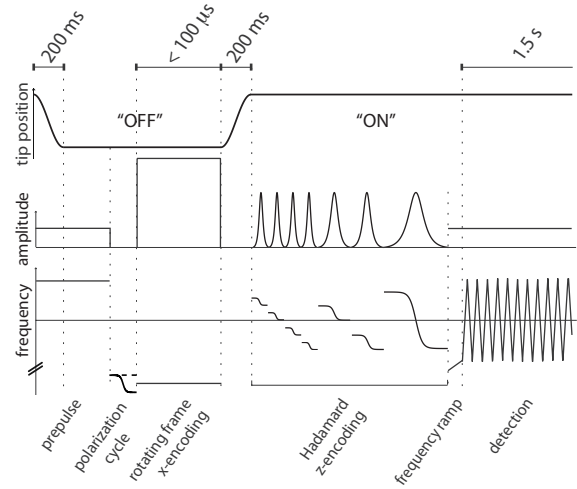 200 ms
< 100 μs
200 ms
1.5 s
tip position
"OFF"
"ON"
amplitude
frequency
prepulse
polarization
cycle
rotating frame
x-encoding
Hadamard
z-encoding
frequency ramp
detection